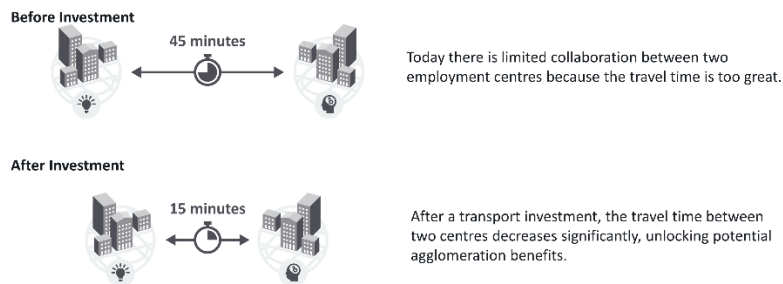 Before Investment
45 minutes
Today there is limited collaboration between two
employment centres because the travel time is too great.
After Investment
15 minutes
After a transport investment, the travel time between
two centres decreases significantly, unlocking potential
agglomeration benefits.